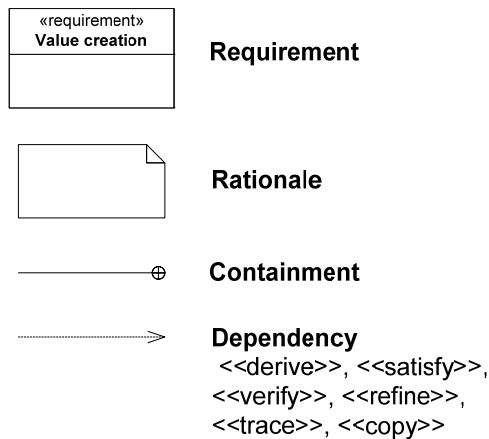 «requirement»
Value creation
Requirement
Rationale
Containment
Dependency
<<derive>>, <<satisfy>>,
<<verify>>, <<refine>>,
<<trace>>, <<copy>>